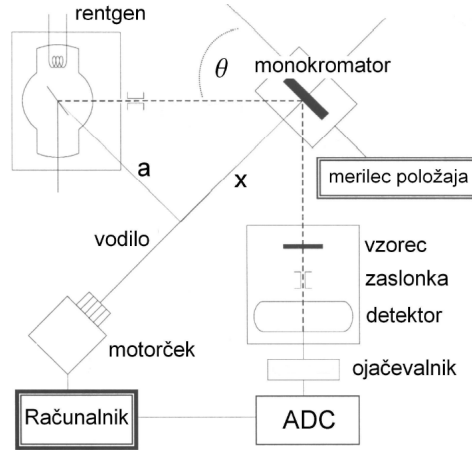 rentgen
θ
monokromator
a
x
merilec položaja
vodilo
vzorec
zaslonka
detektor
motorček
ojačevalnik
Računalnik
ADC